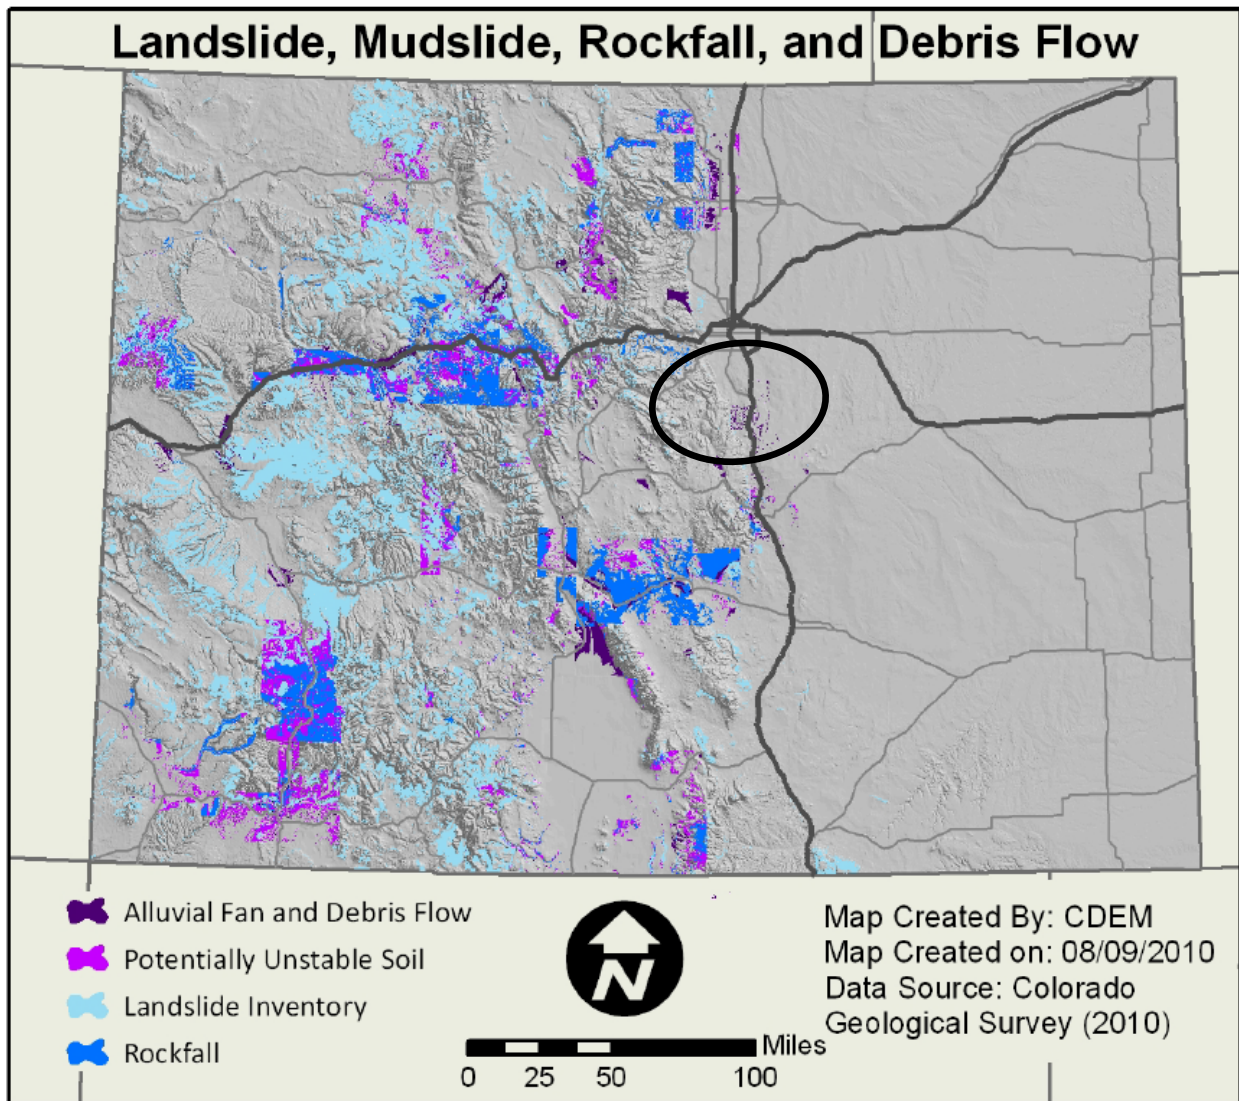 Landslide, Mudslide, Rockfall, and Debris Flow
Alluvial Fan and Debris Flow
Potentially Unstable Soil
Landslide Inventory
Rockfall
N
Miles
0 25 50 100
Map Created By: CDEM
Map Created on: 08/09/2010
Data Source: Colorado
Geological Survey (2010)